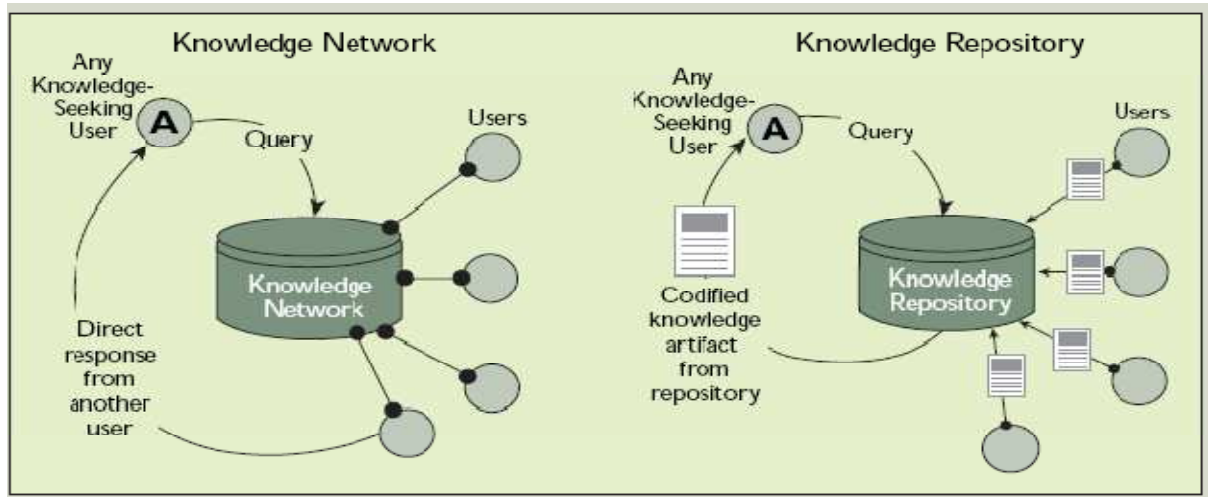 Knowledge Network
Any
Knowledge-
Seeking
User
A
Query
Users
Knowledge
Network
Direct
response
from
another
user
Knowledge Repository
Any
Knowledge-
Seeking
User
A
Query
Users
Knowledge
Repository
Codified
knowledge
artifact
from
repository